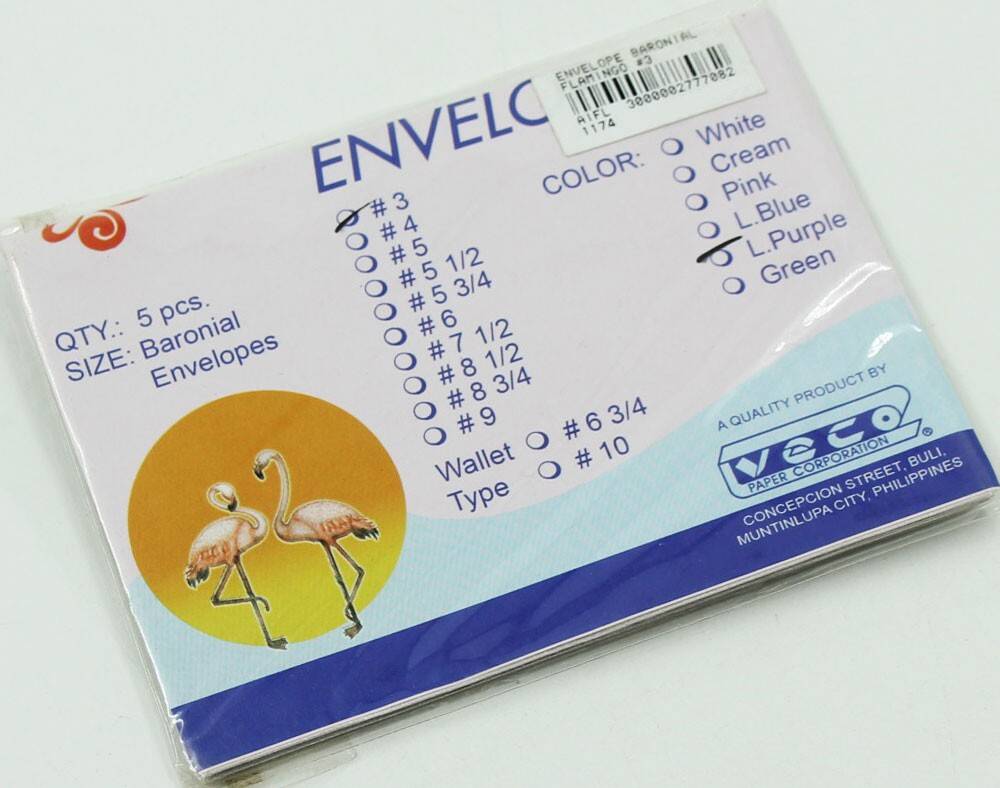 ENVELOPE BARONIAL
FLAMINGO #3
3000002777082
AIFL
1174
ENVELO
QTY.: 5 pcs.
SIZE: Baronial
Envelopes
# 3
# 4
# 5
# 5 1/2
# 5 3/4
# 6
# 7 1/2
# 8 1/2
# 8 3/4
# 9
Wallet # 6 3/4
Type # 10
COLOR: White
Cream
Pink
L.Blue
L.Purple
Green
A QUALITY PRODUCT BY
veco ®
PAPER CORPORATION
CONCEPCION STREET, BULI,
MUNTINLUPA CITY, PHILIPPINES